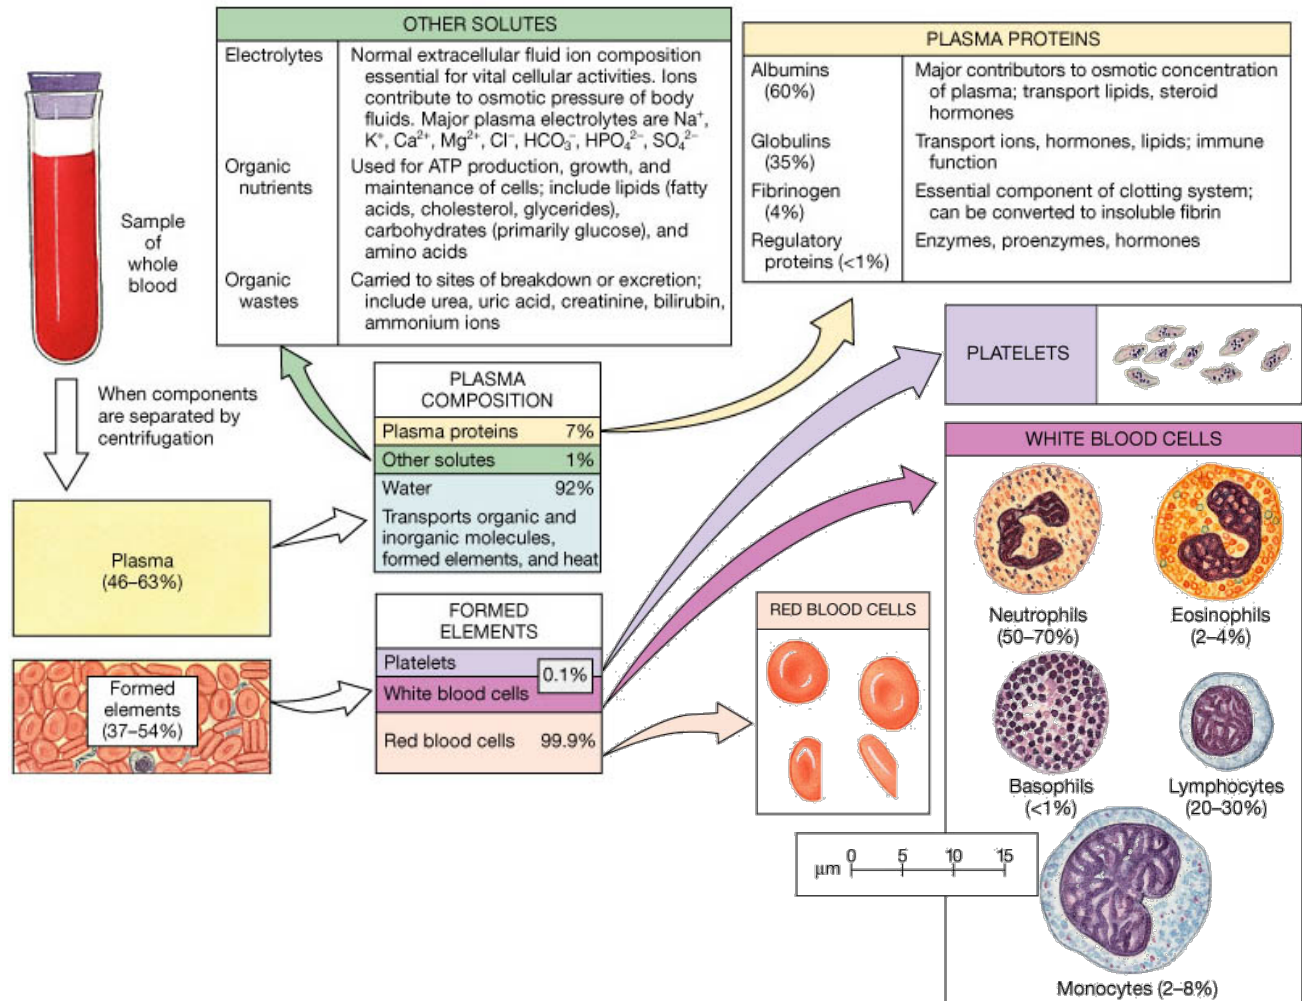 OTHER SOLUTES
Electrolytes
Normal extracellular fluid ion composition
essential for vital cellular activities. Ions
contribute to osmotic pressure of body
fluids. Major plasma electrolytes are Na⁺,
K⁺, Ca²⁺, Mg²⁺, Cl⁻, HCO₃⁻, HPO₄²⁻, SO₄²⁻
Organic
nutrients
Used for ATP production, growth, and
maintenance of cells; include lipids (fatty
acids, cholesterol, glycerides),
carbohydrates (primarily glucose), and
amino acids
Organic
wastes
Carried to sites of breakdown or excretion;
include urea, uric acid, creatinine, bilirubin,
ammonium ions
PLASMA PROTEINS
Albumins
(60%)
Major contributors to osmotic concentration
of plasma; transport lipids, steroid
hormones
Globulins
(35%)
Transport ions, hormones, lipids; immune
function
Fibrinogen
(4%)
Essential component of clotting system;
can be converted to insoluble fibrin
Regulatory
proteins (<1%)
Enzymes, proenzymes, hormones
Sample
of
whole
blood
When components
are separated by
centrifugation
Plasma
(46–63%)
Formed
elements
(37–54%)
PLASMA
COMPOSITION
Plasma proteins 7%
Other solutes 1%
Water 92%
Transports organic and
inorganic molecules,
formed elements, and heat
FORMED
ELEMENTS
Platelets
0.1%
White blood cells
Red blood cells 99.9%
PLATELETS
RED BLOOD CELLS
WHITE BLOOD CELLS
Neutrophils
(50–70%)
Eosinophils
(2–4%)
Basophils
(<1%)
Lymphocytes
(20–30%)
Monocytes (2–8%)
µm 0 5 10 15